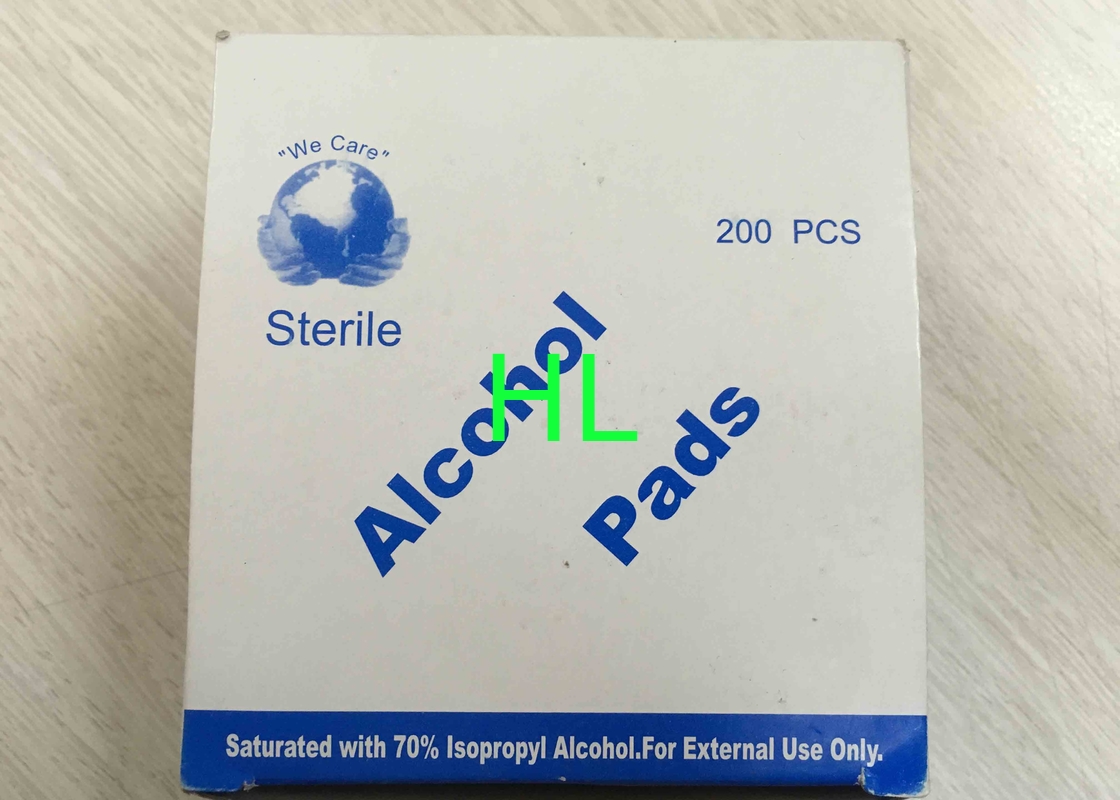 "We Care"
200 PCS
Sterile
Alcohol
Pads
HL
Saturated with 70% Isopropyl Alcohol.For External Use Only.